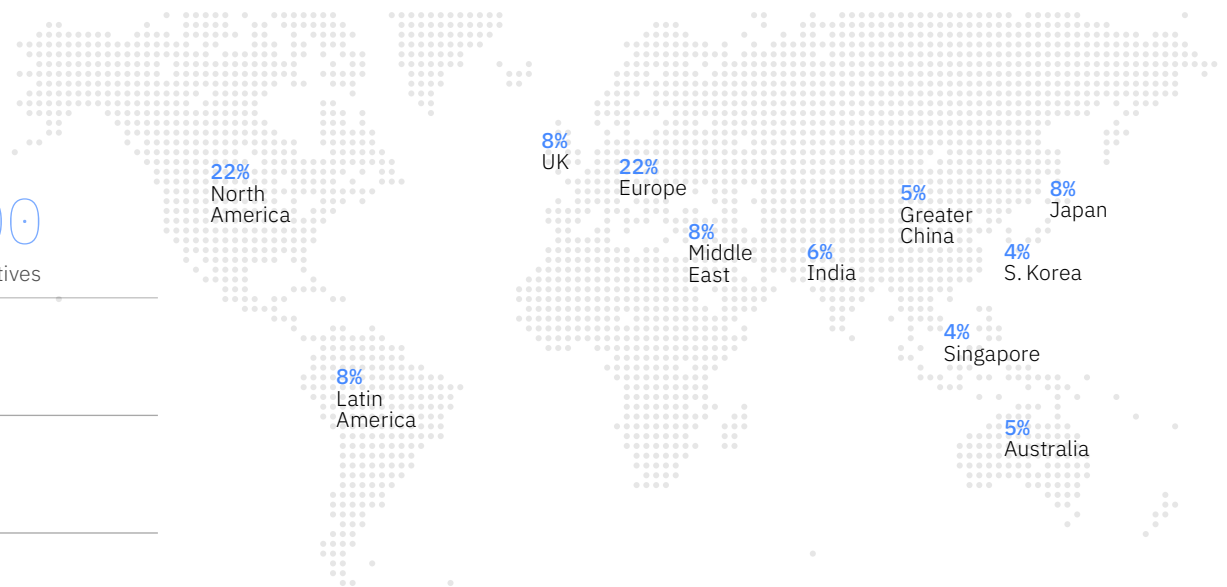 8%
UK
22%
North
America
22%
Europe
5%
Greater
China
8%
Japan
8%
Middle
East
6%
India
4%
S. Korea
4%
Singapore
8%
Latin
America
5%
Australia